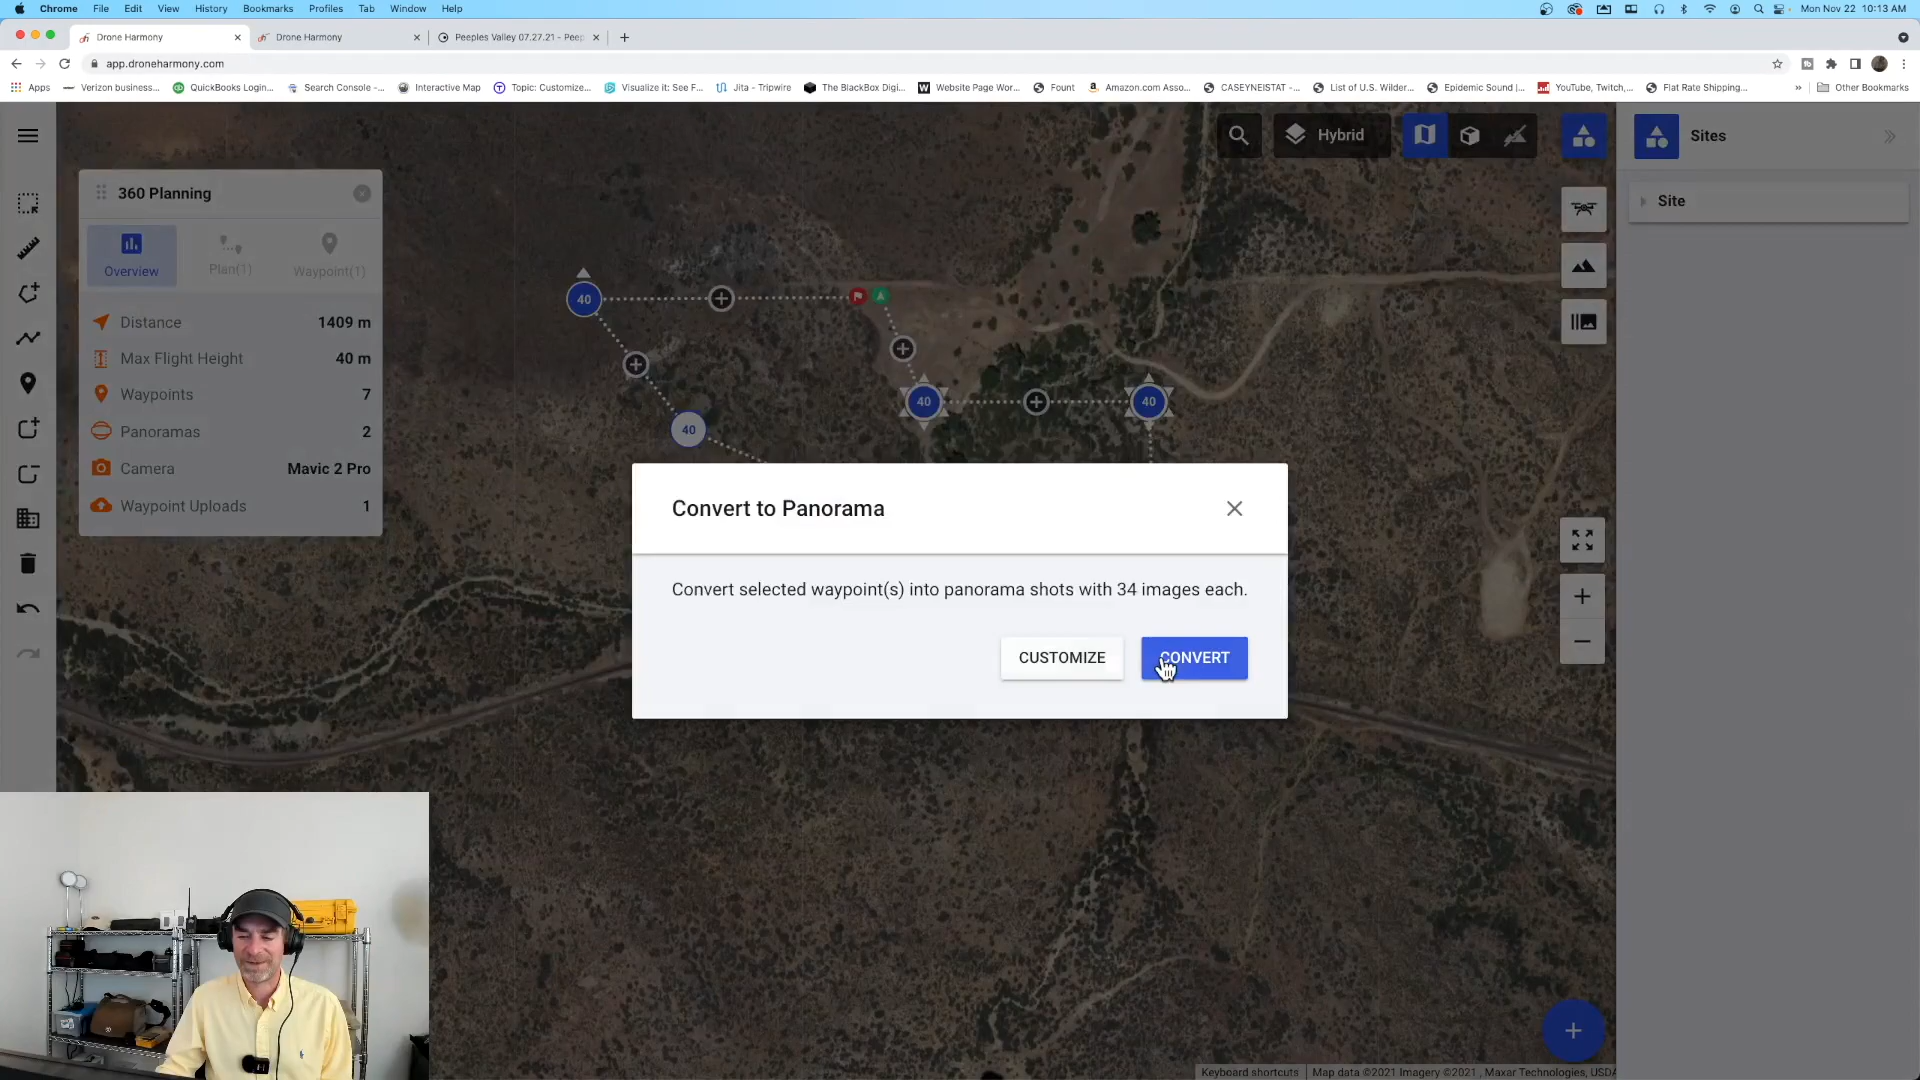 Chrome File Edit View History Bookmarks Profiles Tab Window Help Mon Nov 22 10:13 AM
Drone Harmony Drone Harmony Peeples Valley 07.27.21 - Peep
app.droneharmony.com
Apps Verizon business... QuickBooks Login... Search Console -... Interactive Map Topic: Customize... Visualize it: See F... Jita - Tripwire The BlackBox Digi... Website Page Wor... Fount Amazon.com Asso... CASEYNEISTAT -... List of U.S. Wilder... Epidemic Sound |... YouTube, Twitch,... Flat Rate Shipping,... » Other Bookmarks
Hybrid
Sites
Site
360 Planning
Overview Plan(1) Waypoint(1)
Distance 1409 m
Max Flight Height 40 m
Waypoints 7
Panoramas 2
Camera Mavic 2 Pro
Waypoint Uploads 1
40
40
40
40
Convert to Panorama
Convert selected waypoint(s) into panorama shots with 34 images each.
CUSTOMIZE CONVERT
Keyboard shortcuts Map data ©2021 Imagery ©2021 , Maxar Technologies, USDA